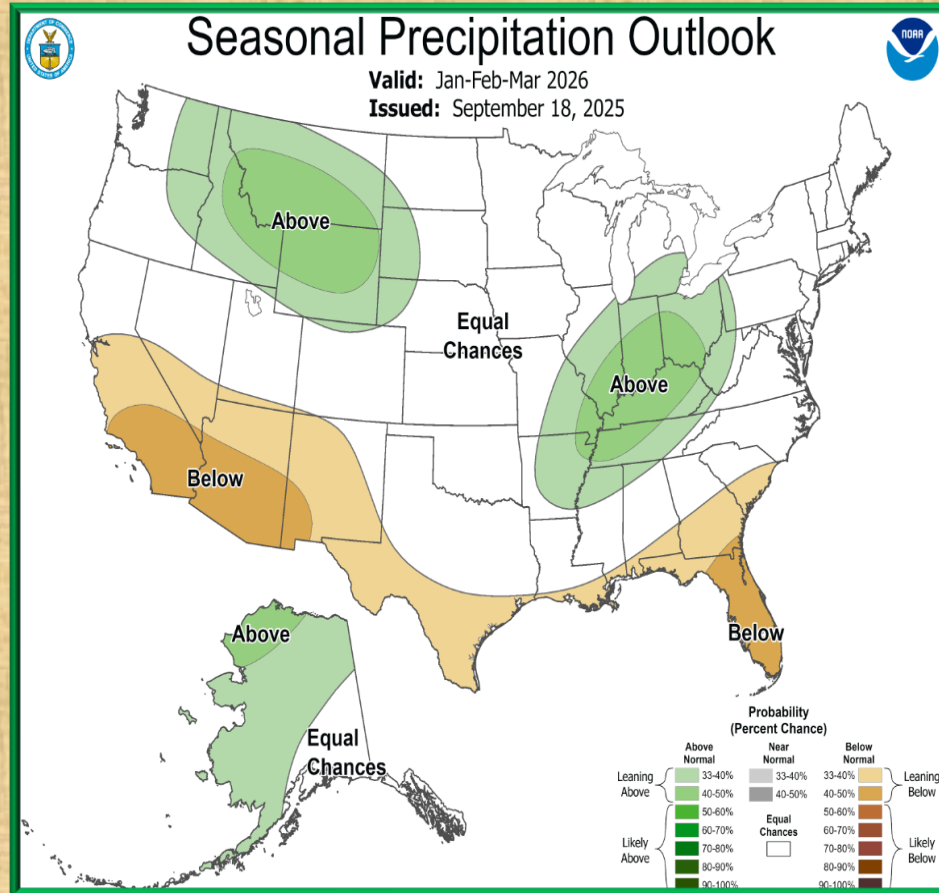 Seasonal Precipitation Outlook
Valid: Jan-Feb-Mar 2026
Issued: September 18, 2025
NOAA
Above
Equal
Chances
Above
Below
Below
Above
Equal
Chances
Probability
(Percent Chance)
Above
Normal
Near
Normal
Below
Normal
Leaning
Above
33-40%
40-50%
33-40%
40-50%
33-40%
40-50%
Leaning
Below
Equal
Chances
Likely
Above
50-60%
60-70%
70-80%
80-90%
90-100%
50-60%
60-70%
70-80%
80-90%
90-100%
Likely
Below